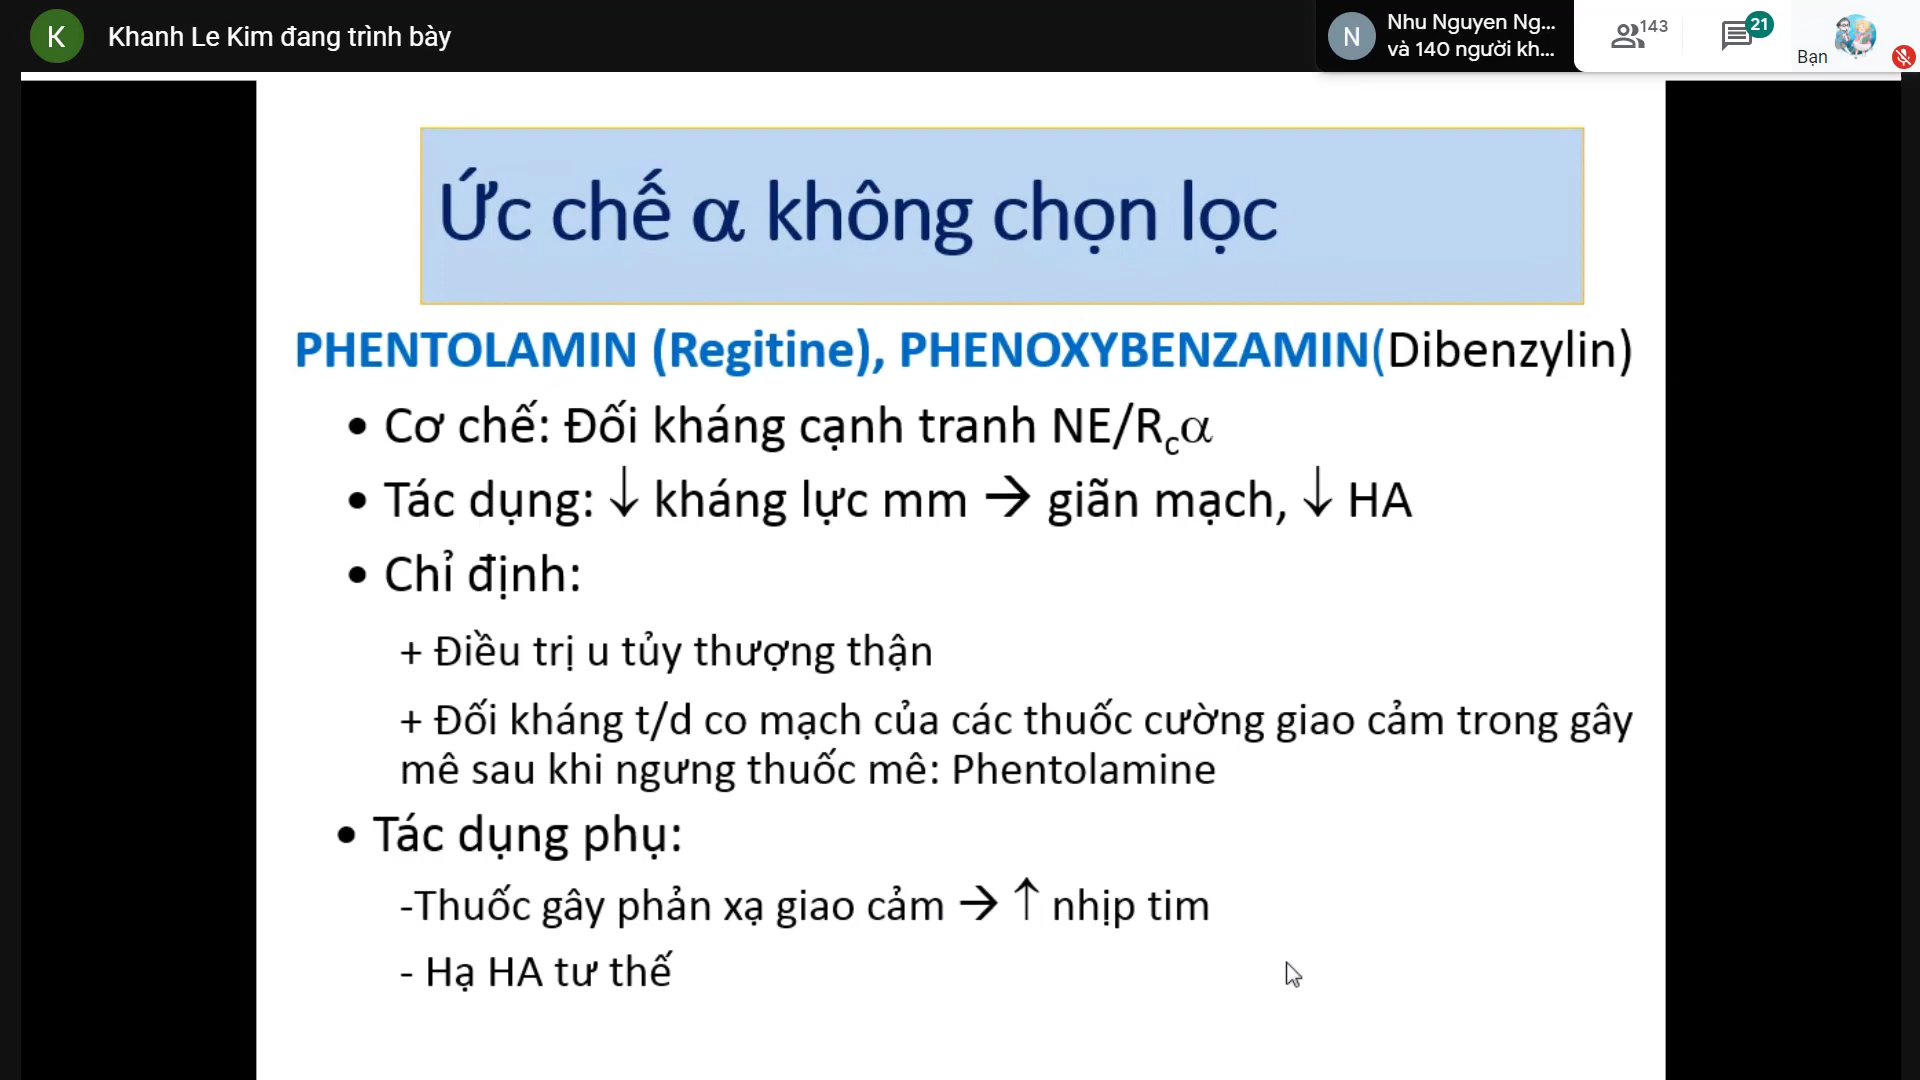 K
Khanh Le Kim đang trình bày
N
Nhu Nguyen Ng...
và 140 người kh...
143
21
Bạn
Ức chế α không chọn lọc
PHENTOLAMIN (Regitine), PHENOXYBENZAMIN(Dibenzylin)
• Cơ chế: Đối kháng cạnh tranh NE/Rcα
• Tác dụng: ↓ kháng lực mm → giãn mạch, ↓ HA
• Chỉ định:
+ Điều trị u tủy thượng thận
+ Đối kháng t/d co mạch của các thuốc cường giao cảm trong gây
mê sau khi ngưng thuốc mê: Phentolamine
• Tác dụng phụ:
-Thuốc gây phản xạ giao cảm → ↑ nhịp tim
- Hạ HA tư thế